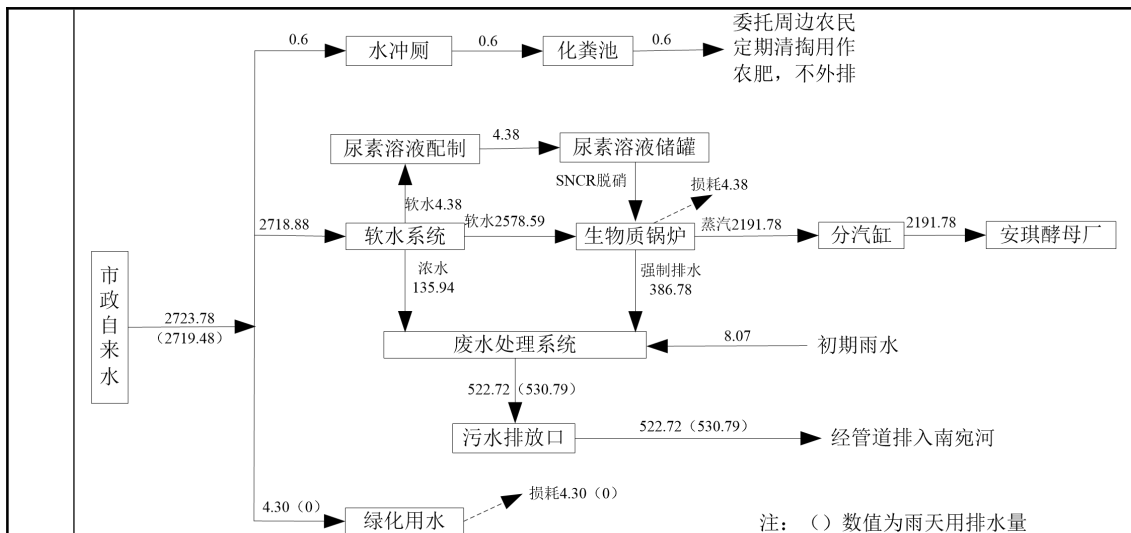 委托周边农民
定期清掏用作
农肥，不外排
0.6
水冲厕
0.6
化粪池
0.6
尿素溶液配制
4.38
尿素溶液储罐
SNCR脱硝
损耗4.38
软水4.38
2718.88
软水系统
软水2578.59
生物质锅炉
蒸汽2191.78
分汽缸
2191.78
安琪酵母厂
浓水
135.94
强制排水
386.78
市政自来水
2723.78
（2719.48）
废水处理系统
8.07
初期雨水
522.72（530.79）
污水排放口
522.72（530.79）
经管道排入南宛河
4.30（0）
绿化用水
损耗4.30（0）
注：（）数值为雨天用排水量